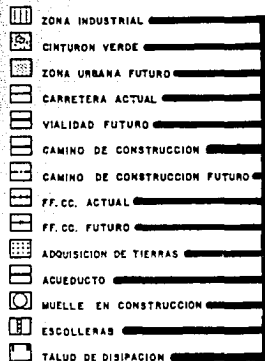 ZONA INDUSTRIAL
CINTURON VERDE
ZONA URBANA FUTURO
CARRETERA ACTUAL
VIALIDAD FUTURO
CAMINO DE CONSTRUCCION
CAMINO DE CONSTRUCCION FUTURO
FF.CC. ACTUAL
FF.CC. FUTURO
ADQUISICION DE TIERRAS
ACUEDUCTO
MUELLE EN CONSTRUCCION
ESCOLLERAS
TALUD DE DISIPACION